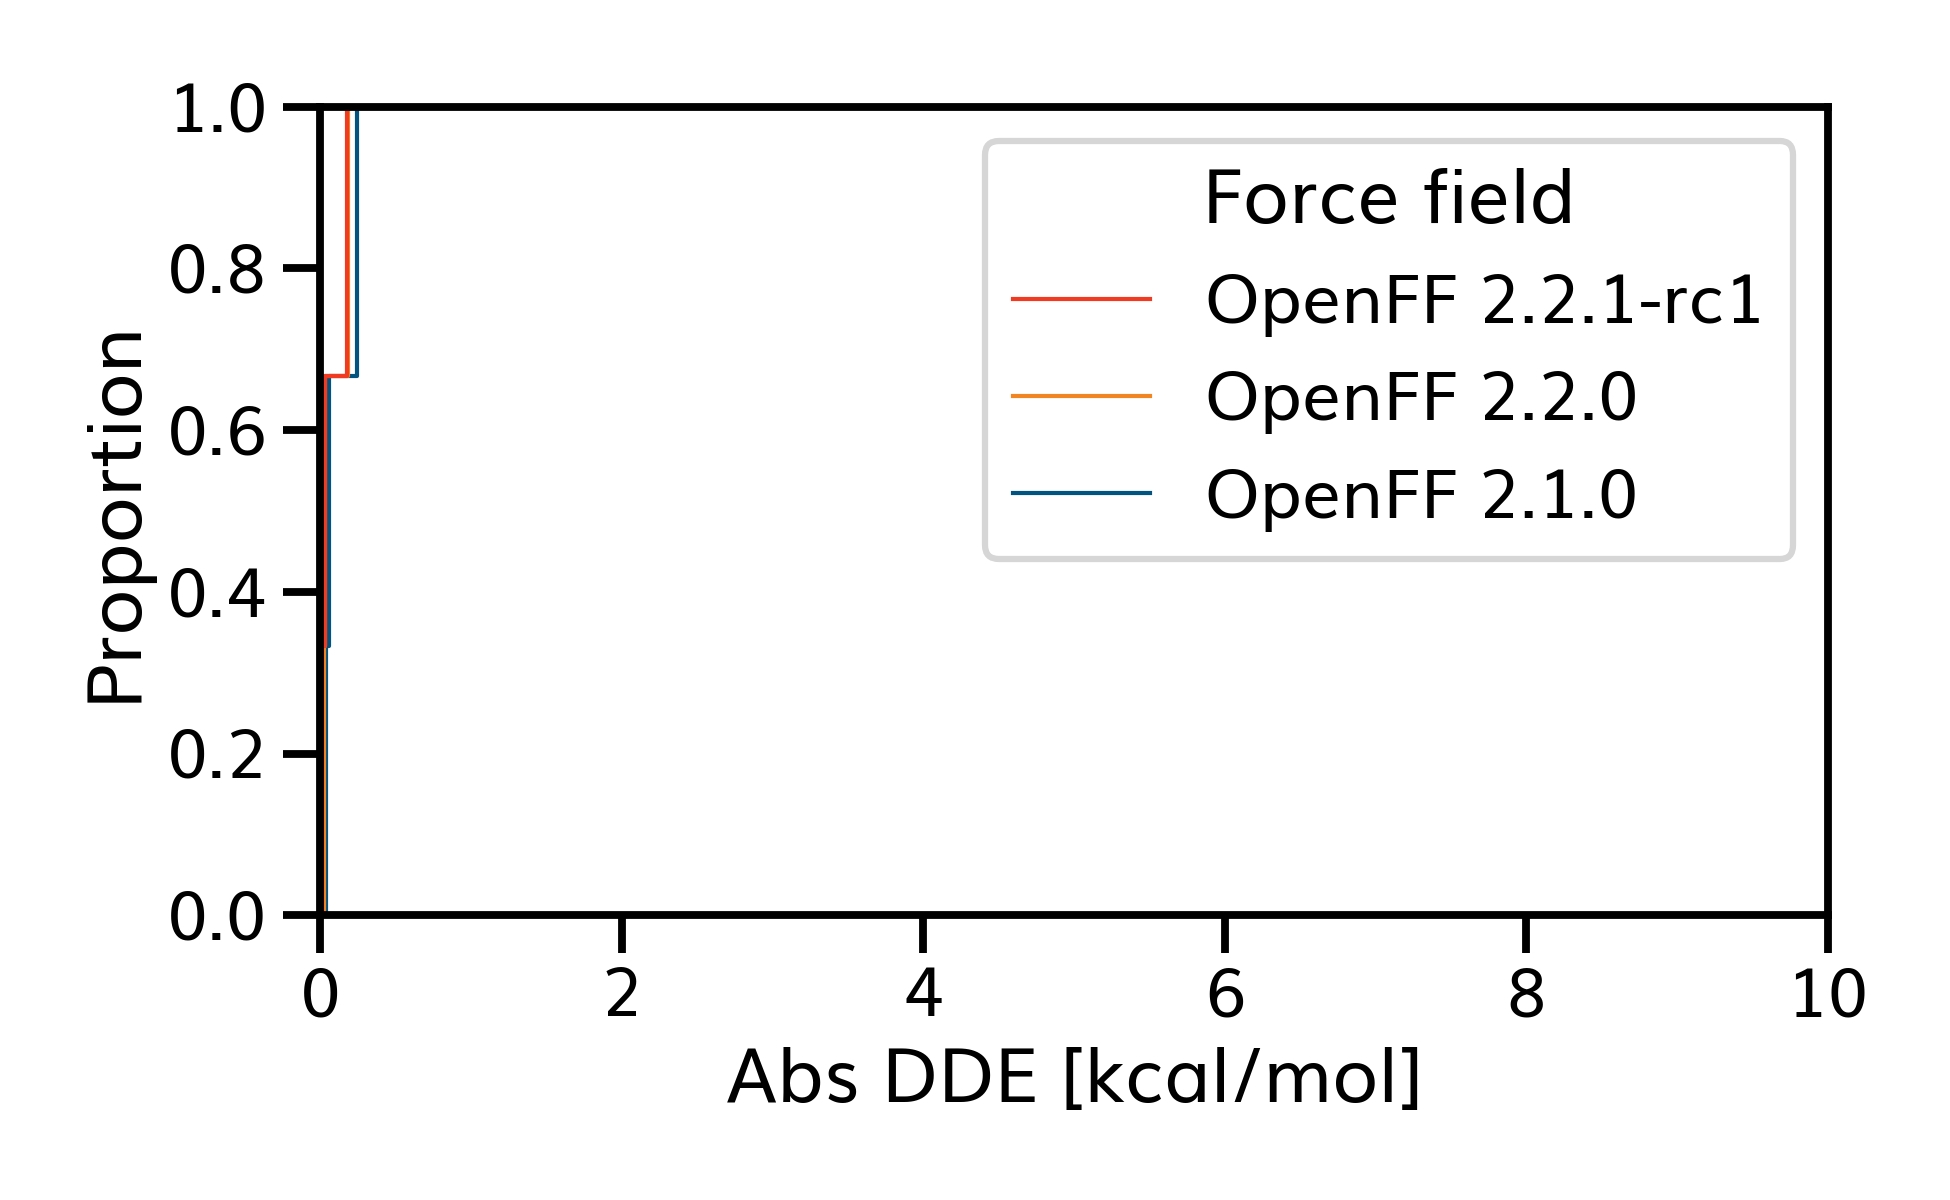 1.0
0.8
0.6
0.4
0.2
0.0
Proportion
0
2
4
6
8
10
Abs DDE [kcal/mol]
Force field
OpenFF 2.2.1-rc1
OpenFF 2.2.0
OpenFF 2.1.0